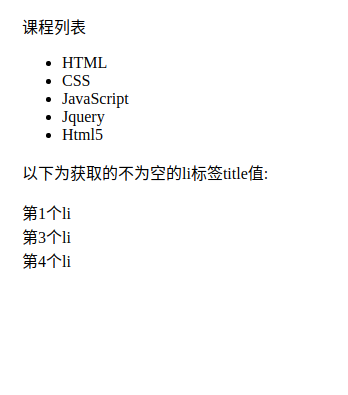 课程列表
HTML
CSS
JavaScript
Jquery
Html5
以下为获取的不为空的li标签title值:
第1个li
第3个li
第4个li